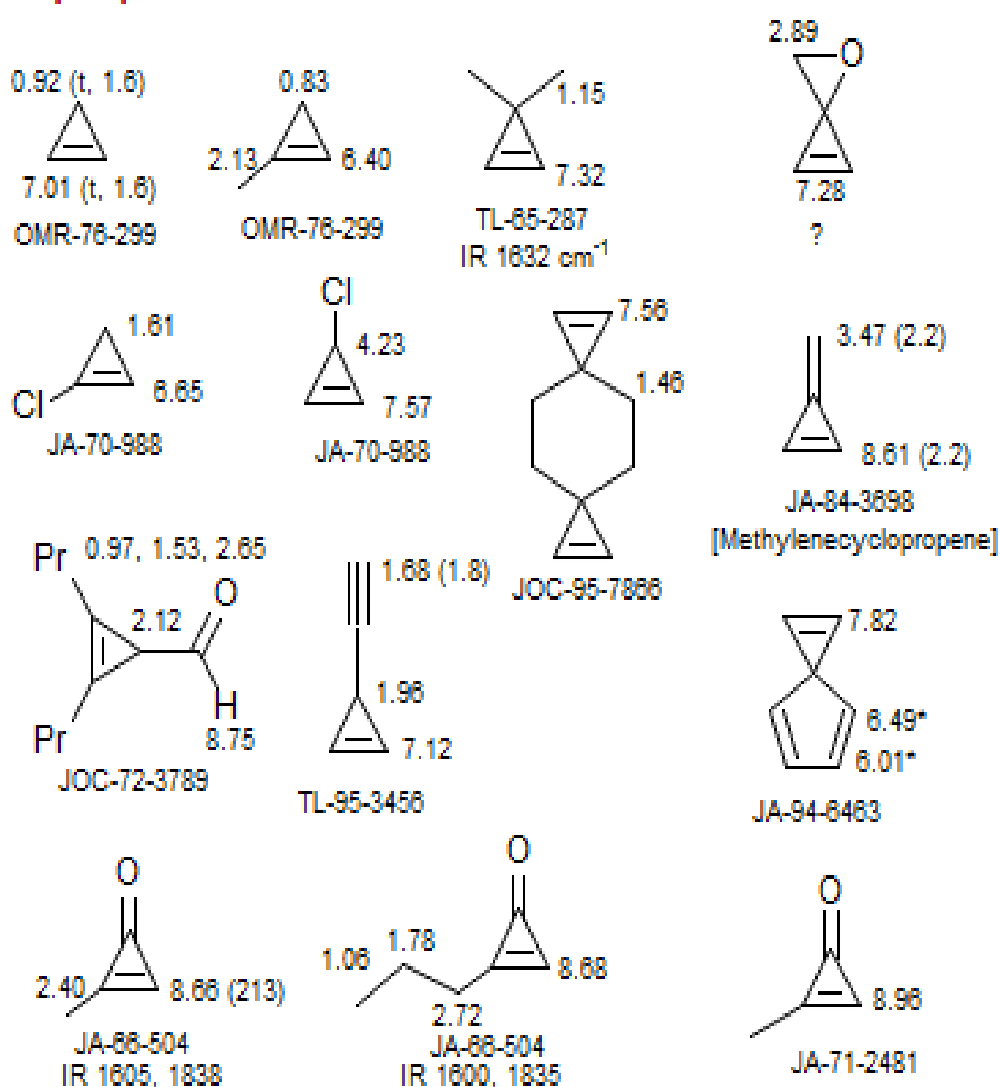 0.92 (t, 1.6)
7.01 (t, 1.6)
OMR-76-299
0.83
2.13
6.40
OMR-76-299
1.15
7.32
TL-65-287
IR 1632 cm⁻¹
2.89
O
7.28
?
1.61
Cl
6.65
JA-70-988
Cl
4.23
7.57
JA-70-988
7.56
1.46
JOC-95-7866
3.47 (2.2)
8.61 (2.2)
JA-84-3698
[Methylenecyclopropene]
Pr
0.97, 1.53, 2.65
O
2.12
H
Pr
8.75
JOC-72-3789
1.68 (1.8)
1.96
7.12
TL-95-3456
7.82
6.49*
6.01*
JA-94-6463
O
2.40
8.66 (213)
JA-66-504
IR 1605, 1838
O
1.06
1.78
8.68
2.72
JA-66-504
IR 1600, 1835
O
8.96
JA-71-2481